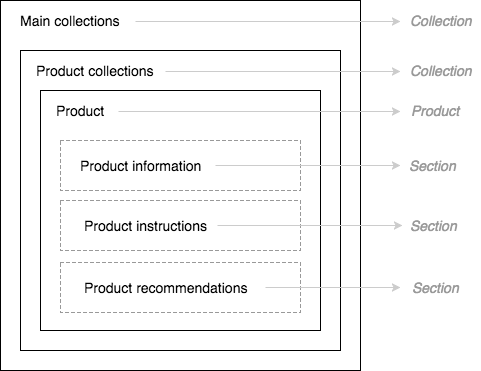 Main collections Collection
Product collections Collection
Product Product
Product information Section
Product instructions Section
Product recommendations Section